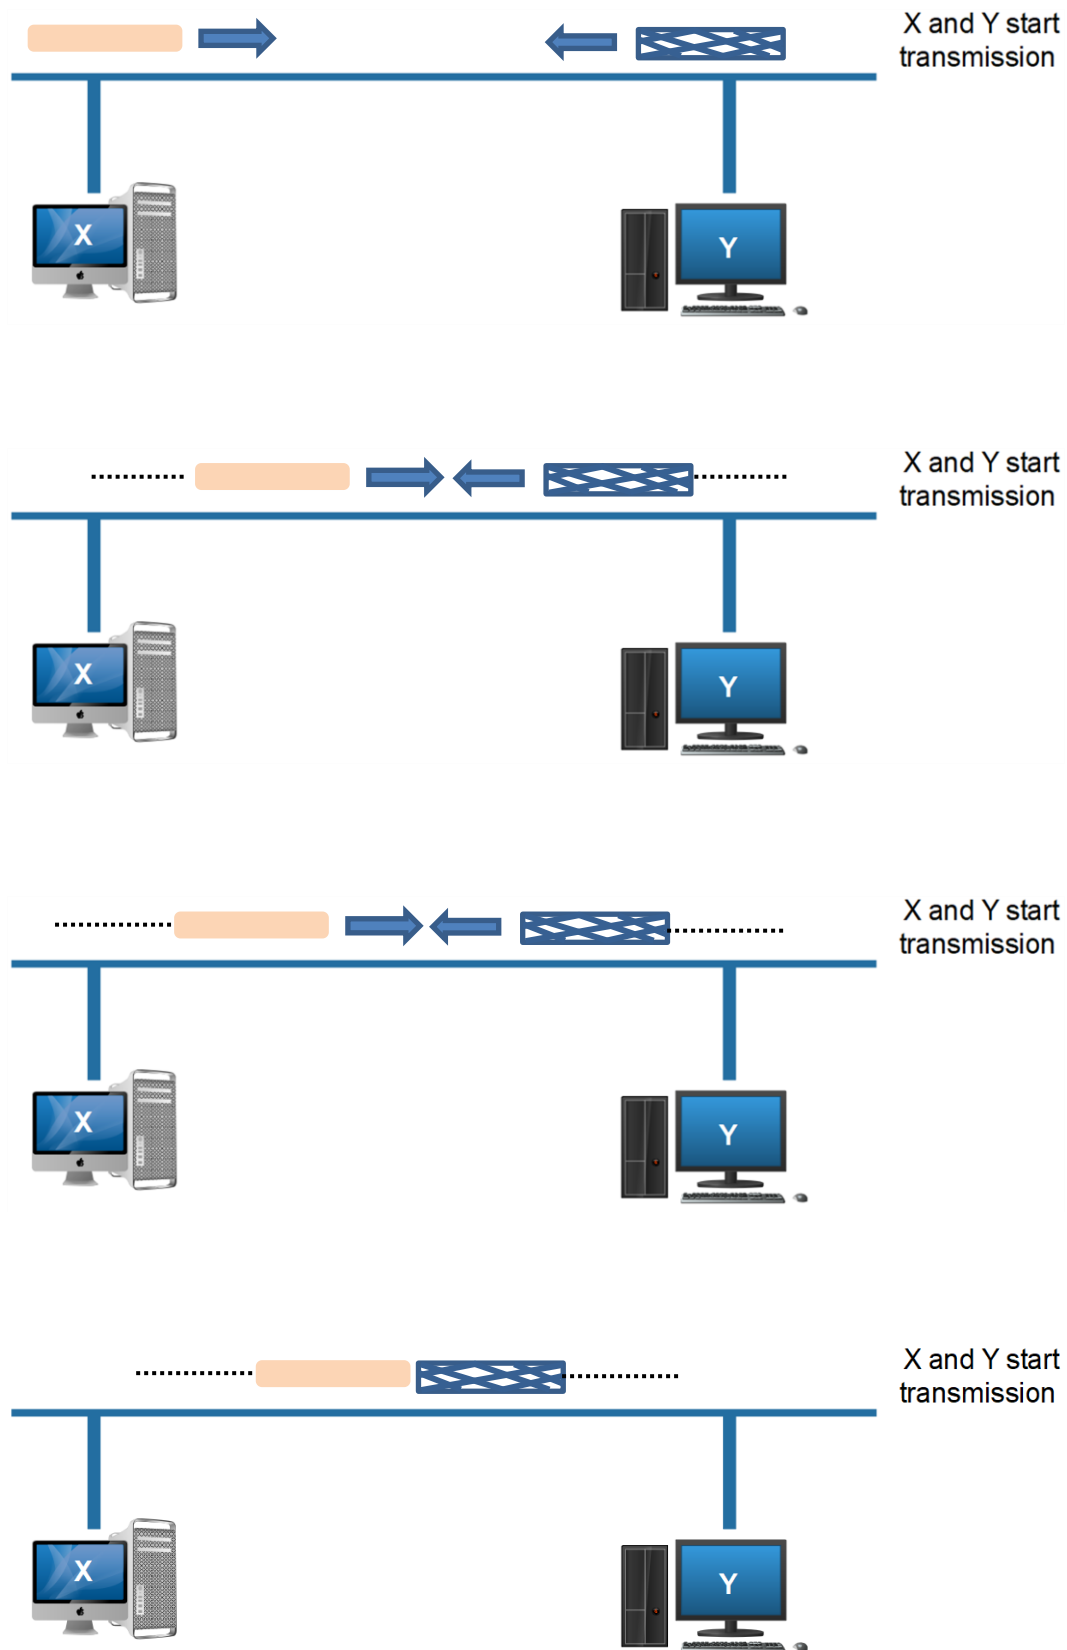 X and Y start
transmission
X
Y
X and Y start
transmission
X
Y
X and Y start
transmission
X
Y
X and Y start
transmission
X
Y